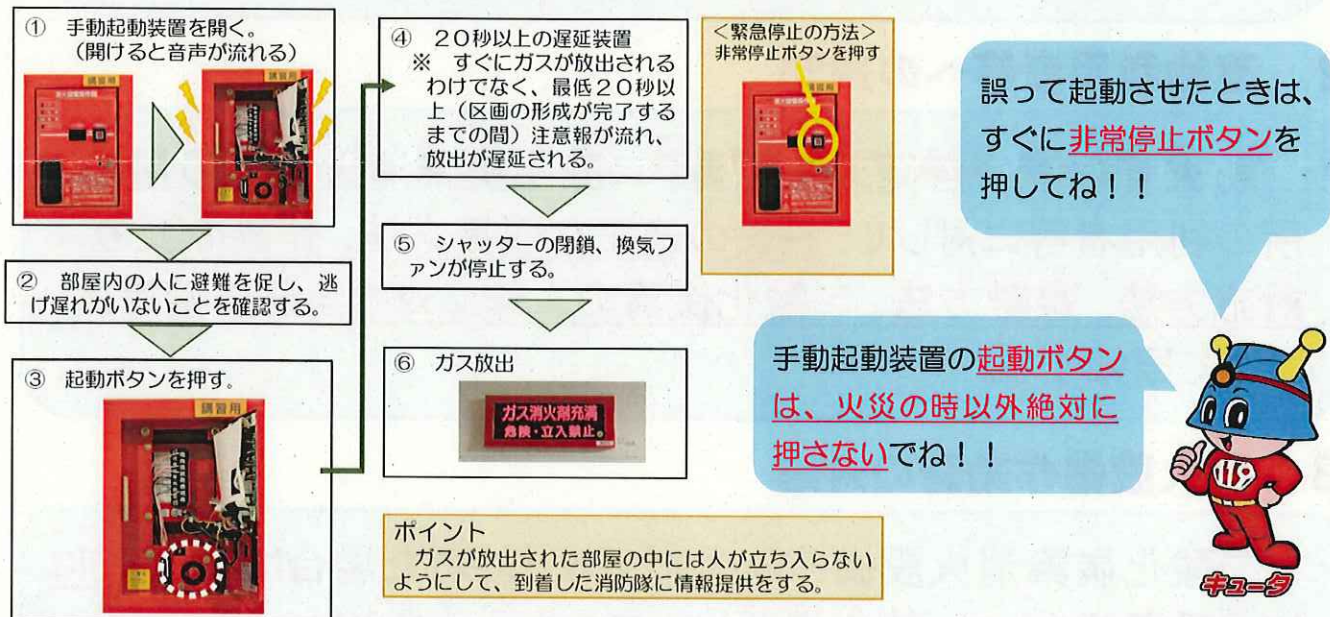 ① 手動起動装置を開く。
（開けると音声が流れる）
講習用
② 部屋内の人に避難を促し、逃
げ遅れがいないことを確認する。
③ 起動ボタンを押す。
講習用
④ ２０秒以上の遅延装置
※ すぐにガスが放出される
わけでなく、最低２０秒以
上（区画の形成が完了する
までの間）注意報が流れ、
放出が遅延される。
⑤ シャッターの閉鎖、換気フ
ァンが停止する。
⑥ ガス放出
ガス消火剤充満
危険・立入禁止。
＜緊急停止の方法＞
非常停止ボタンを押す
ポイント
ガスが放出された部屋の中には人が立ち入らない
ようにして、到着した消防隊に情報提供をする。
誤って起動させたときは、
すぐに非常停止ボタンを
押してね！！
手動起動装置の起動ボタン
は、火災の時以外絶対に
押さないでね！！
119
キュータ